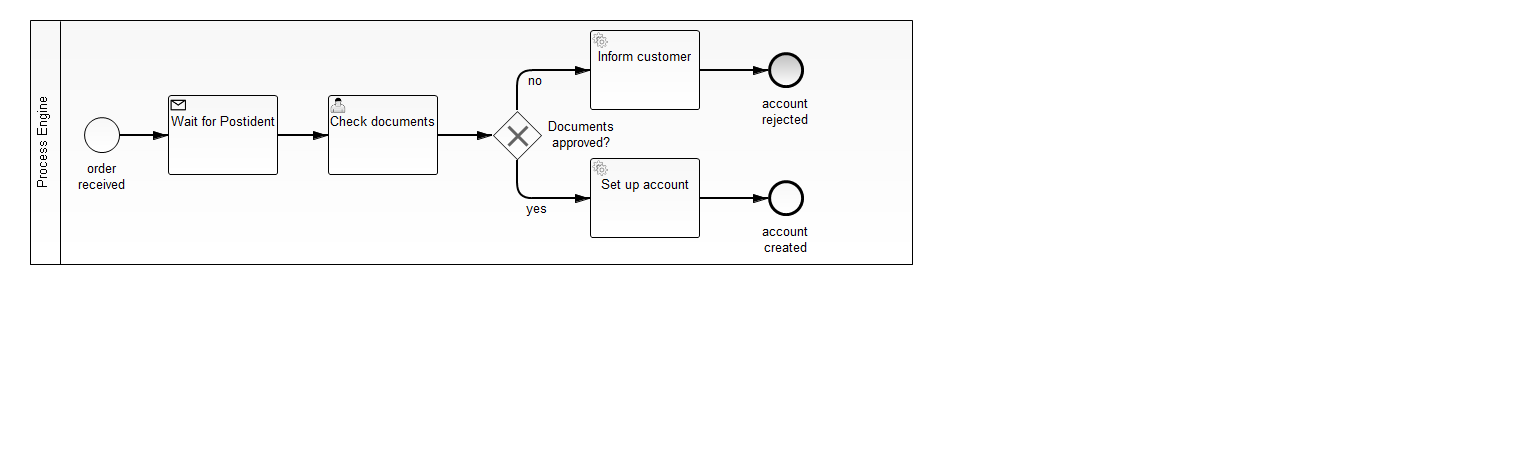 Process Engine
order
received
Wait for Postident
Check documents
Documents
approved?
no
Inform customer
account
rejected
yes
Set up account
account
created